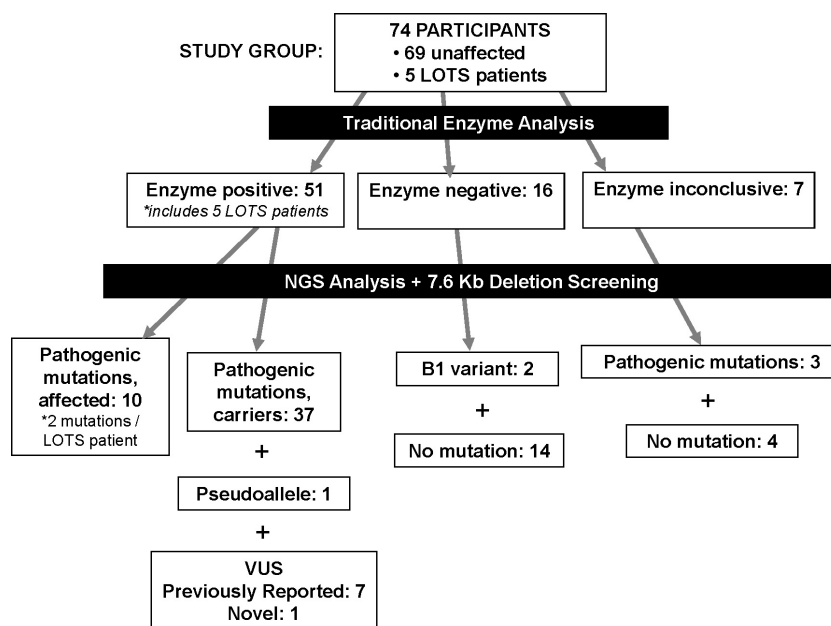 74 PARTICIPANTS
STUDY GROUP:
• 69 unaffected
• 5 LOTS patients
Traditional Enzyme Analysis
Enzyme positive: 51
*includes 5 LOTS patients
Enzyme negative: 16
Enzyme inconclusive: 7
NGS Analysis + 7.6 Kb Deletion Screening
Pathogenic
mutations,
affected: 10
*2 mutations /
LOTS patient
Pathogenic
mutations,
carriers: 37
+
Pseudoallele: 1
+
VUS
Previously Reported: 7
Novel: 1
B1 variant: 2
+
No mutation: 14
Pathogenic mutations: 3
+
No mutation: 4